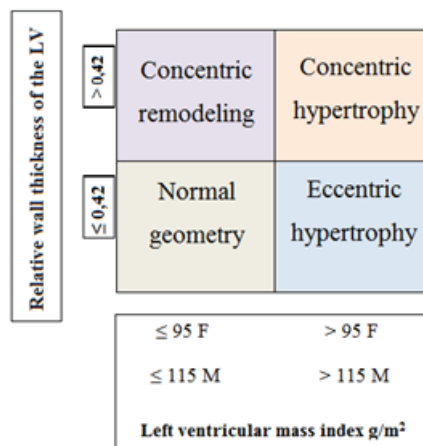 Relative wall thickness of the LV
> 0,42
Concentric
remodeling
Concentric
hypertrophy
≤ 0,42
Normal
geometry
Eccentric
hypertrophy
≤ 95 F > 95 F
≤ 115 M > 115 M
Left ventricular mass index g/m²